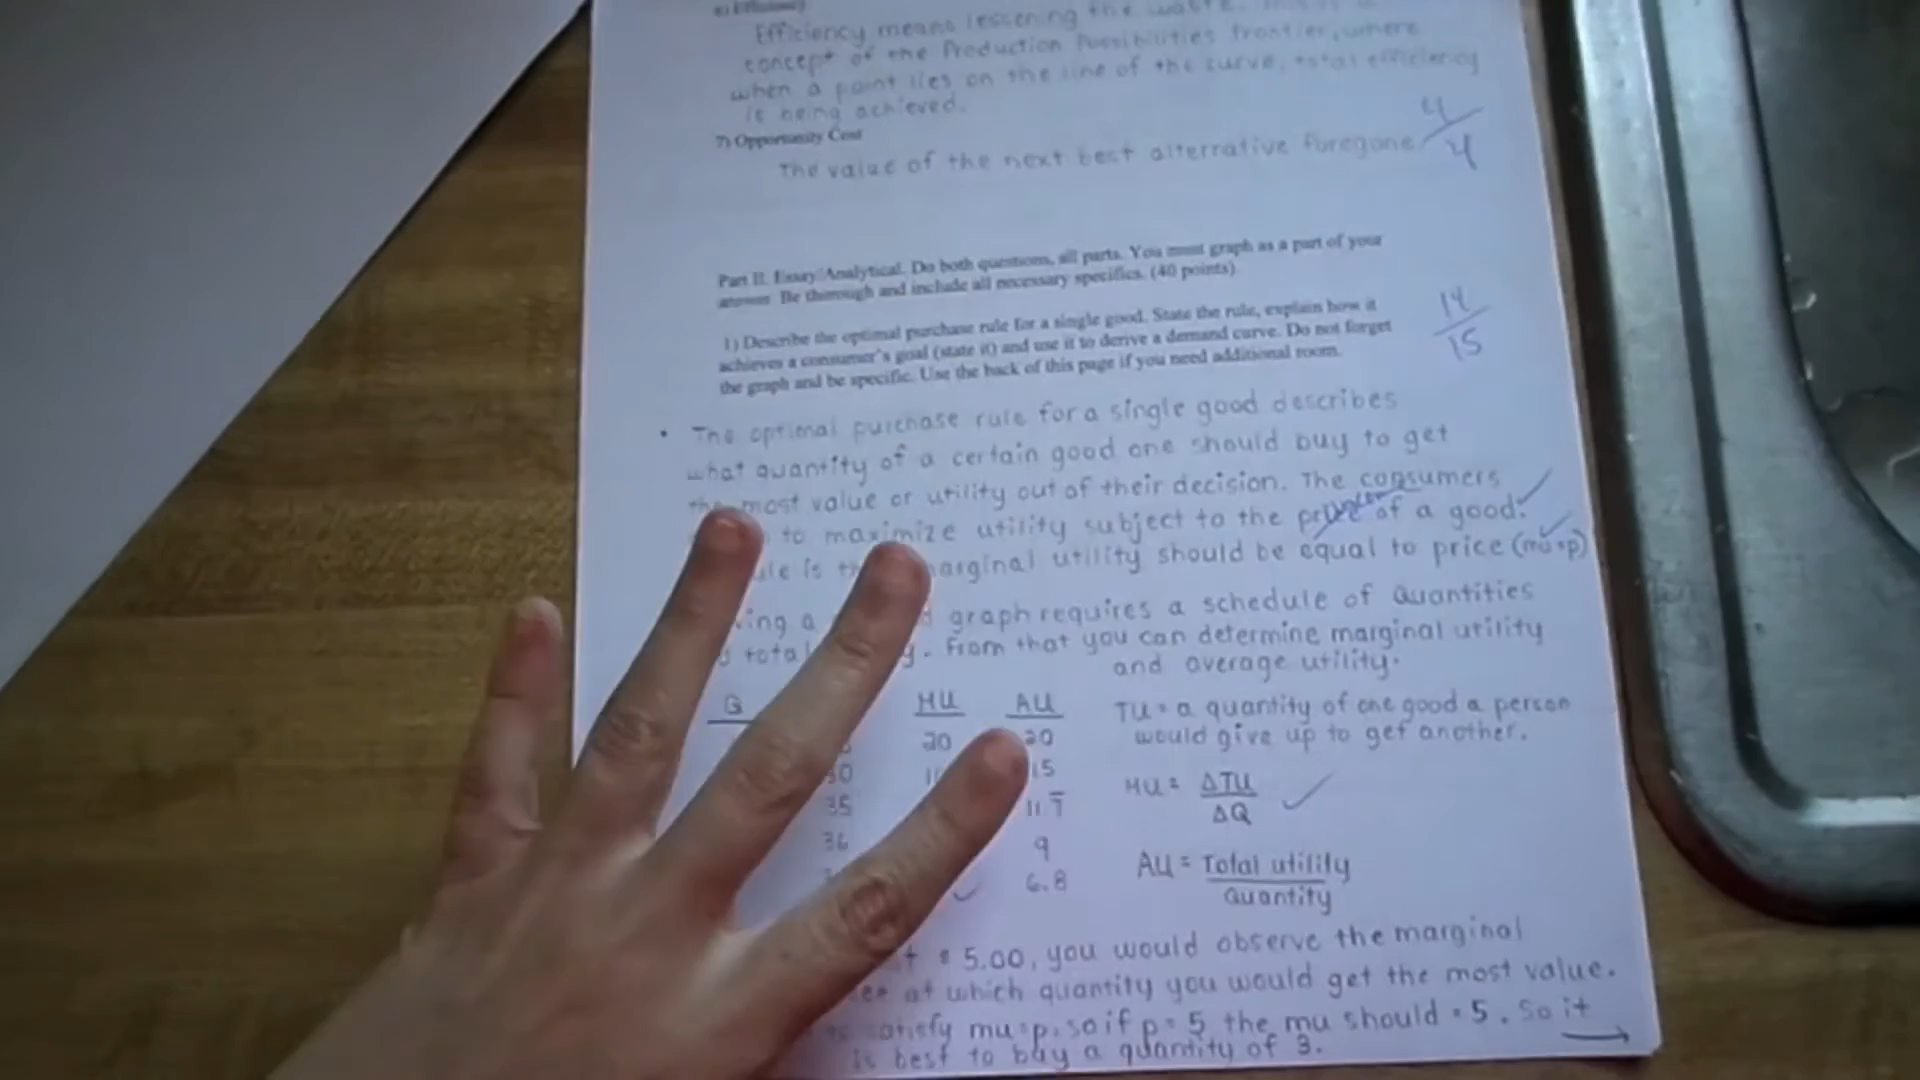 6) Efficiency
Efficiency means lessening the waste. This is a
concept of the Production Possibilities frontier, where
when a point lies on the line of the curve, total efficiency
is being achieved.
7) Opportunity Cost
The value of the next best alternative foregone
4/4
Part II. Essay/Analytical. Do both questions, all parts. You must graph as a part of your
answer. Be thorough and include all necessary specifics. (40 points)
1) Describe the optimal purchase rule for a single good. State the rule, explain how it
achieves a consumer's goal (state it) and use it to derive a demand curve. Do not forget
the graph and be specific. Use the back of this page if you need additional room.
14/15
• The optimal purchase rule for a single good describes
what quantity of a certain good one should buy to get
the most value or utility out of their decision. The consumers
to maximize utility subject to the price of a good.
is marginal utility should be equal to price (mu=p)
a graph requires a schedule of Quantities
total . From that you can determine marginal utility
and average utility.
Q MU AU
20 20
30 15
35 11.7
36 9
6.8
TU = a quantity of one good a person
would give up to get another.
MU = ΔTU
ΔQ
AU = Total utility
Quantity
$5.00, you would observe the marginal
at which quantity you would get the most value.
satisfy mu=p. so if p=5 the mu should = 5. So it
is best to buy a quantity of 3.